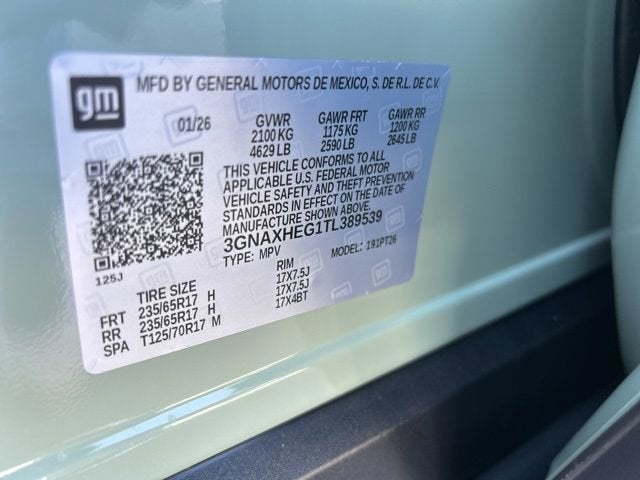 gm
MFD BY GENERAL MOTORS DE MEXICO, S. DE R.L. DE C.V.
01/26 GVWR GAWR FRT GAWR RR
2100 KG 1175 KG 1200 KG
4629 LB 2590 LB 2645 LB
THIS VEHICLE CONFORMS TO ALL
APPLICABLE U.S. FEDERAL MOTOR
VEHICLE SAFETY AND THEFT PREVENTION
STANDARDS IN EFFECT ON THE DATE OF
MANUFACTURE SHOWN ABOVE.
3GNAXHEG1TL389539
TYPE: MPV MODEL: 191PT26
125J
TIRE SIZE RIM
FRT 235/65R17 H 17X7.5J
RR 235/65R17 H 17X7.5J
SPA T125/70R17 M 17X4BT